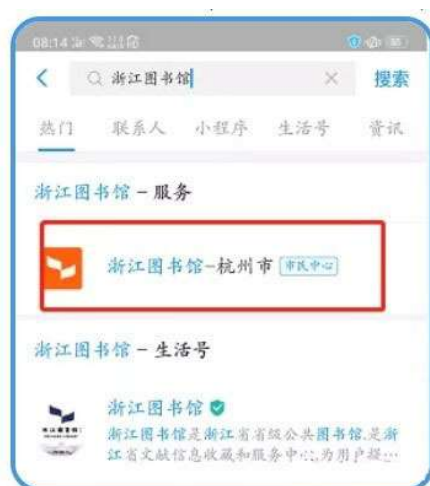 08:14
浙江图书馆 × 搜索
热门 联系人 小程序 生活号 资讯
浙江图书馆 – 服务
浙江图书馆–杭州市 市民中心
浙江图书馆 – 生活号
浙江图书馆
浙江图书馆是浙江省省级公共图书馆,是浙
江省文献信息收藏和服务中心,为用户提…